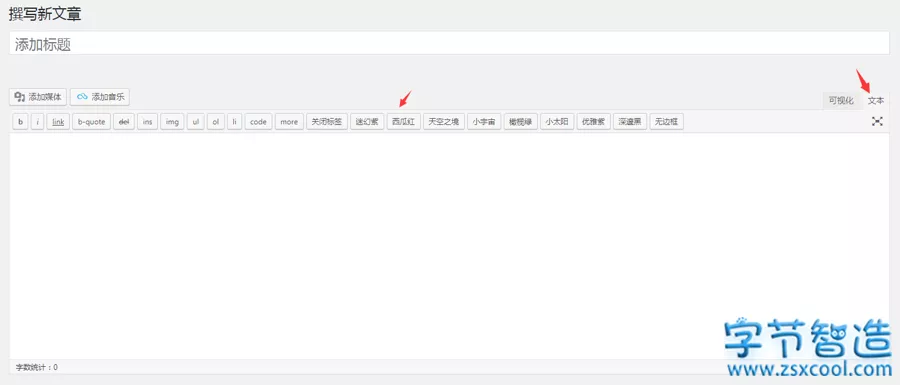 撰写新文章
添加标题
添加媒体 添加音乐
可视化 文本
b i link b-quote del ins img ul ol li code more 关闭标签 迷幻紫 西瓜红 天空之境 小宇宙 橄榄绿 小太阳 优雅紫 深邃黑 无边框
字数统计：0
字节智造
www.zsxcool.com